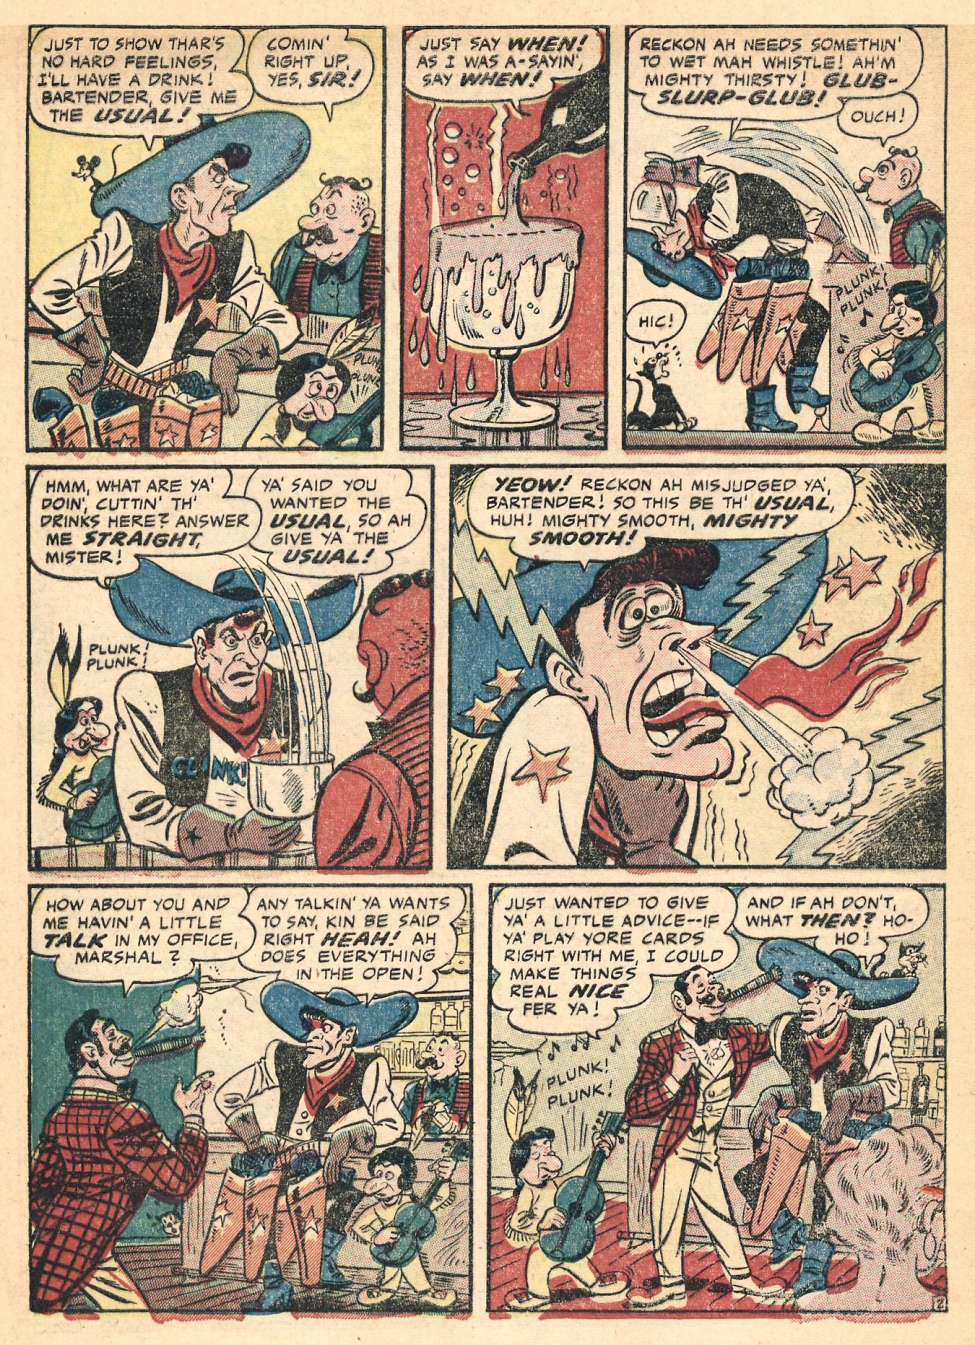 JUST TO SHOW THAR'S
NO HARD FEELINGS,
I'LL HAVE A DRINK!
BARTENDER, GIVE ME
THE USUAL!
COMIN'
RIGHT UP,
YES, SIR!
PLUNK
PLUNK
JUST SAY WHEN!
AS I WAS A-SAYIN',
SAY WHEN!
RECKON AH NEEDS SOMETHIN'
TO WET MAH WHISTLE! AH'M
MIGHTY THIRSTY! GLUB-
SLURP-GLUB!
OUCH!
PLUNK!
PLUNK!
HIC!
HMM, WHAT ARE YA'
DOIN', CUTTIN' TH'
DRINKS HERE? ANSWER
ME STRAIGHT,
MISTER!
YA' SAID YOU
WANTED THE
USUAL, SO AH
GIVE YA' THE
USUAL!
PLUNK!
PLUNK!
CLINK!
YEOW! RECKON AH MISJUDGED YA',
BARTENDER! SO THIS BE TH' USUAL,
HUH! MIGHTY SMOOTH, MIGHTY
SMOOTH!
HOW ABOUT YOU AND
ME HAVIN' A LITTLE
TALK IN MY OFFICE,
MARSHAL?
ANY TALKIN' YA WANTS
TO SAY, KIN BE SAID
RIGHT HEAH! AH
DOES EVERYTHING
IN THE OPEN!
JUST WANTED TO GIVE
YA' A LITTLE ADVICE--IF
YA' PLAY YORE CARDS
RIGHT WITH ME, I COULD
MAKE THINGS
REAL NICE
FER YA'!
AND IF AH DON'T,
WHAT THEN? HO-
HO!
PLUNK!
PLUNK!
2